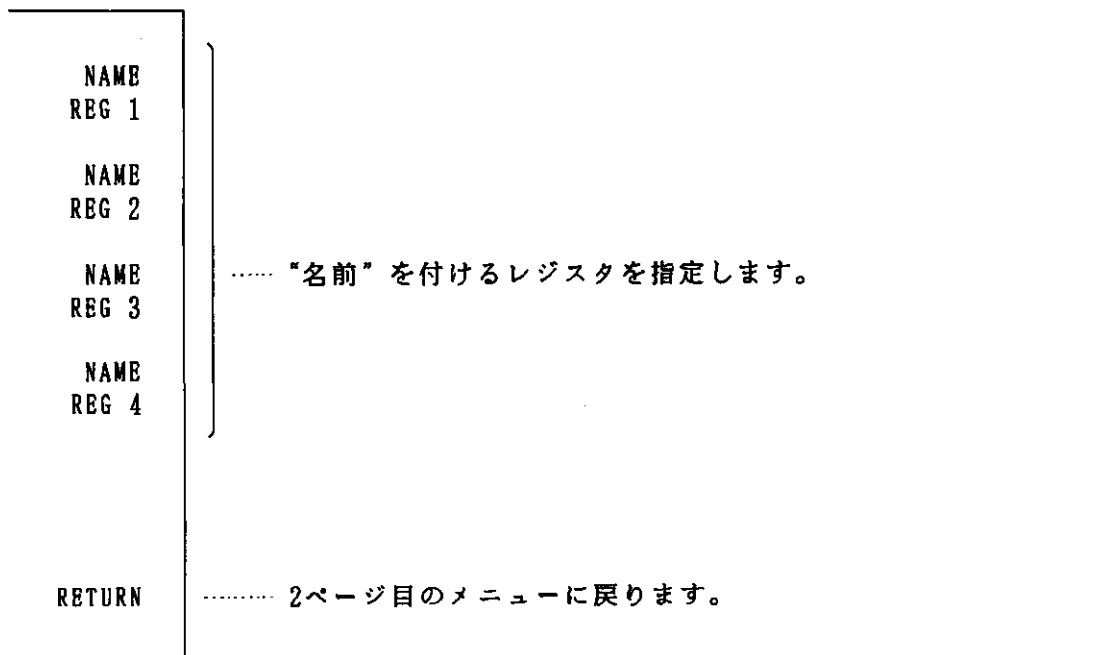 NAME
REG 1
NAME
REG 2
NAME
REG 3
…… “名前” を付けるレジスタを指定します。
NAME
REG 4
RETURN ……… 2ページ目のメニューに戻ります。